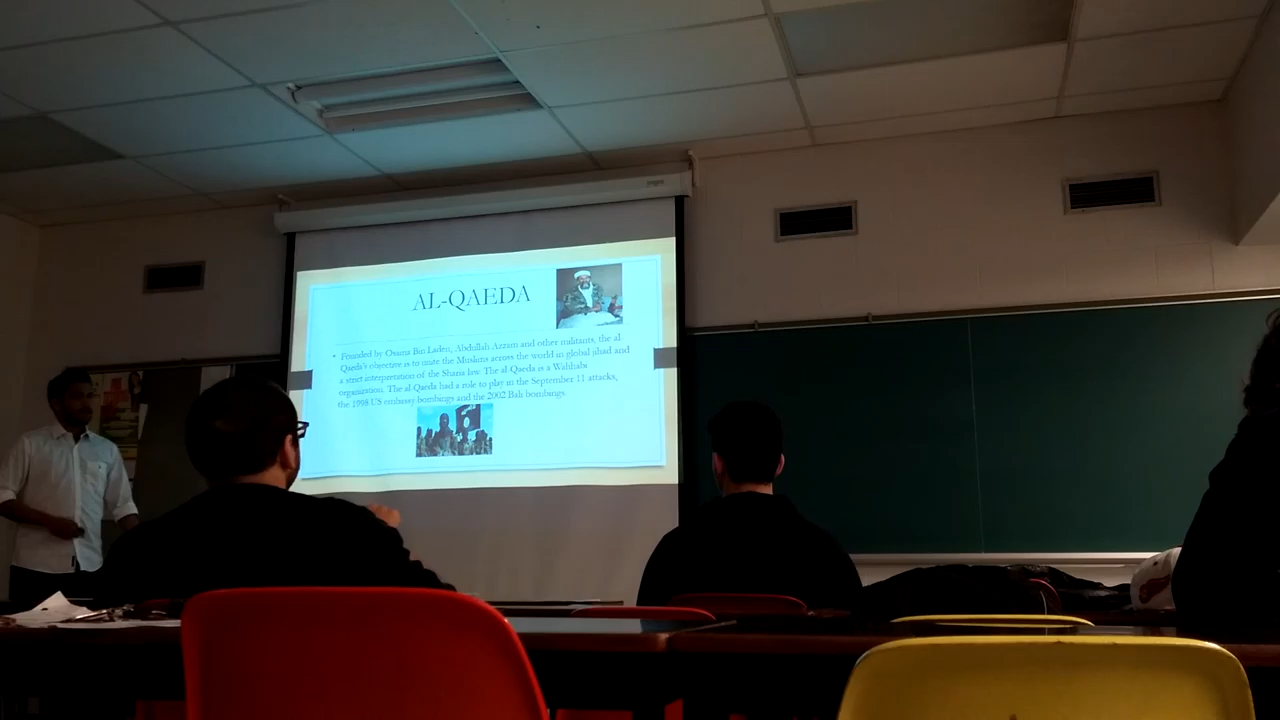 AL-QAEDA
• Founded by Osama Bin Laden, Abdullah Azzam and other militants, the al
Qaeda's objective is to unite the Muslims across the world in global jihad and
a strict interpretation of the Sharia law. The al-Qaeda is a Wahhabi
organization. The al-Qaeda had a role to play in the September 11 attacks,
the 1998 US embassy bombings and the 2002 Bali bombings.